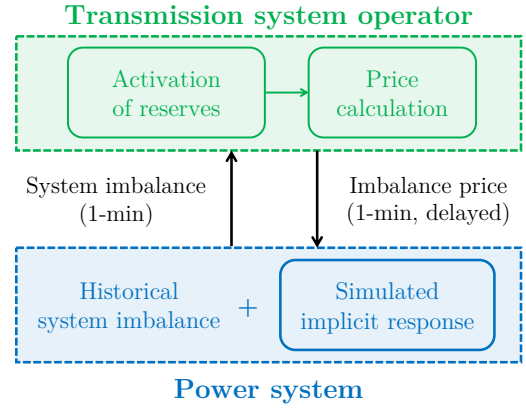 Transmission system operator
Activation
of reserves
Price
calculation
System imbalance
(1-min)
Imbalance price
(1-min, delayed)
Historical
system imbalance
+
Simulated
implicit response
Power system